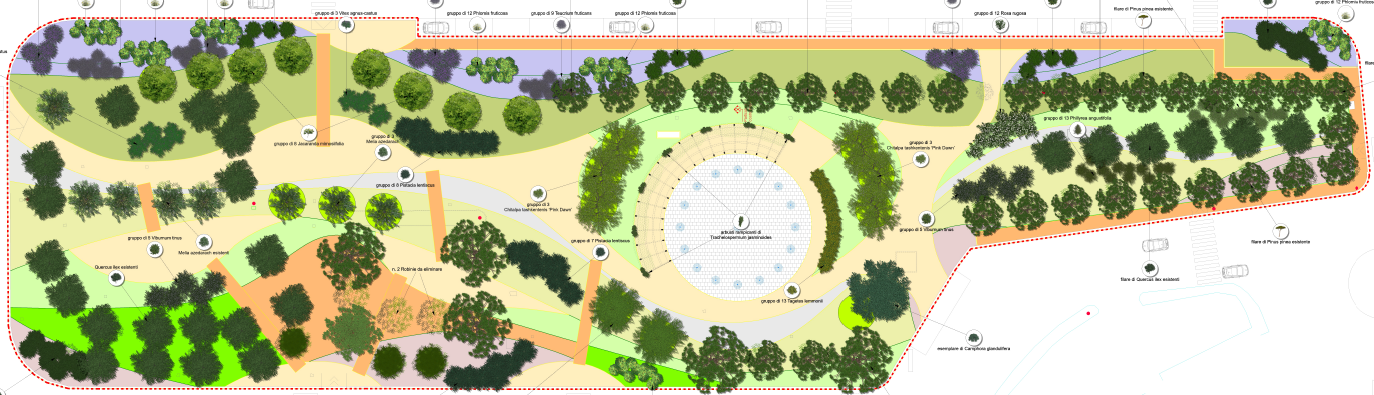 gruppo di 3 Vitex agnus-castus
gruppo di 12 Phlomis fruticosa
gruppo di 9 Teucrium fruticans
gruppo di 12 Phlomis fruticosa
gruppo di 12 Rosa rugosa
filare di Pinus pinea esistente
gruppo di 12 Phlomis fruticosa
gruppo di 8 Jacaranda mimosifolia
gruppo di 3
Melia azedarach
gruppo di 8 Pistacia lentiscus
gruppo di 3
Chitalpa tashkentensis 'Pink Dawn'
gruppo di 3
Chitalpa tashkentensis 'Pink Dawn'
gruppo di 13 Phillyrea angustifolia
gruppo di 5 Viburnum tinus
gruppo di 6 Viburnum tinus
Melia azedarach esistenti
Quercus ilex esistenti
n. 2 Robinie da eliminare
gruppo di 7 Pistacia lentiscus
arbusti rampicanti di
Trachelospermum jasminoides
gruppo di 13 Tagetes lemmonii
filare di Quercus ilex esistenti
filare di Pinus pinea esistente
esemplare di Camphora glandulifera